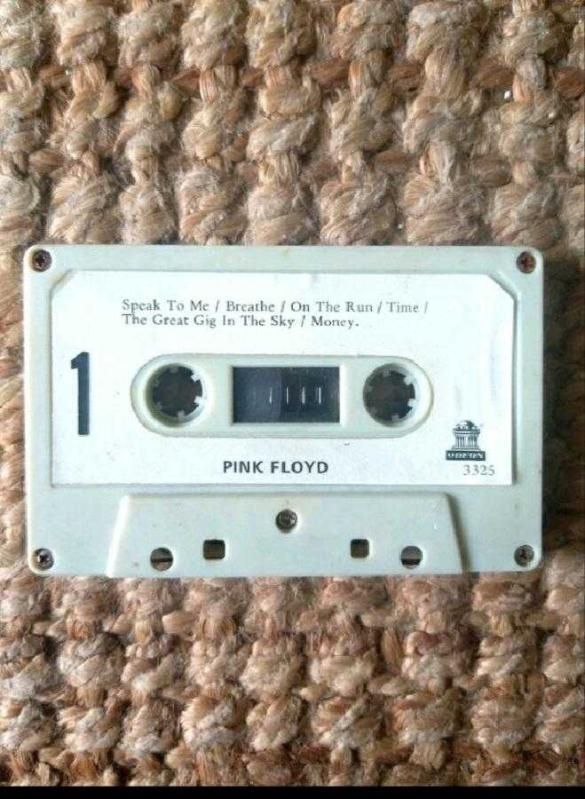 Speak To Me / Breathe / On The Run / Time /
The Great Gig In The Sky / Money.
1
PINK FLOYD
3325